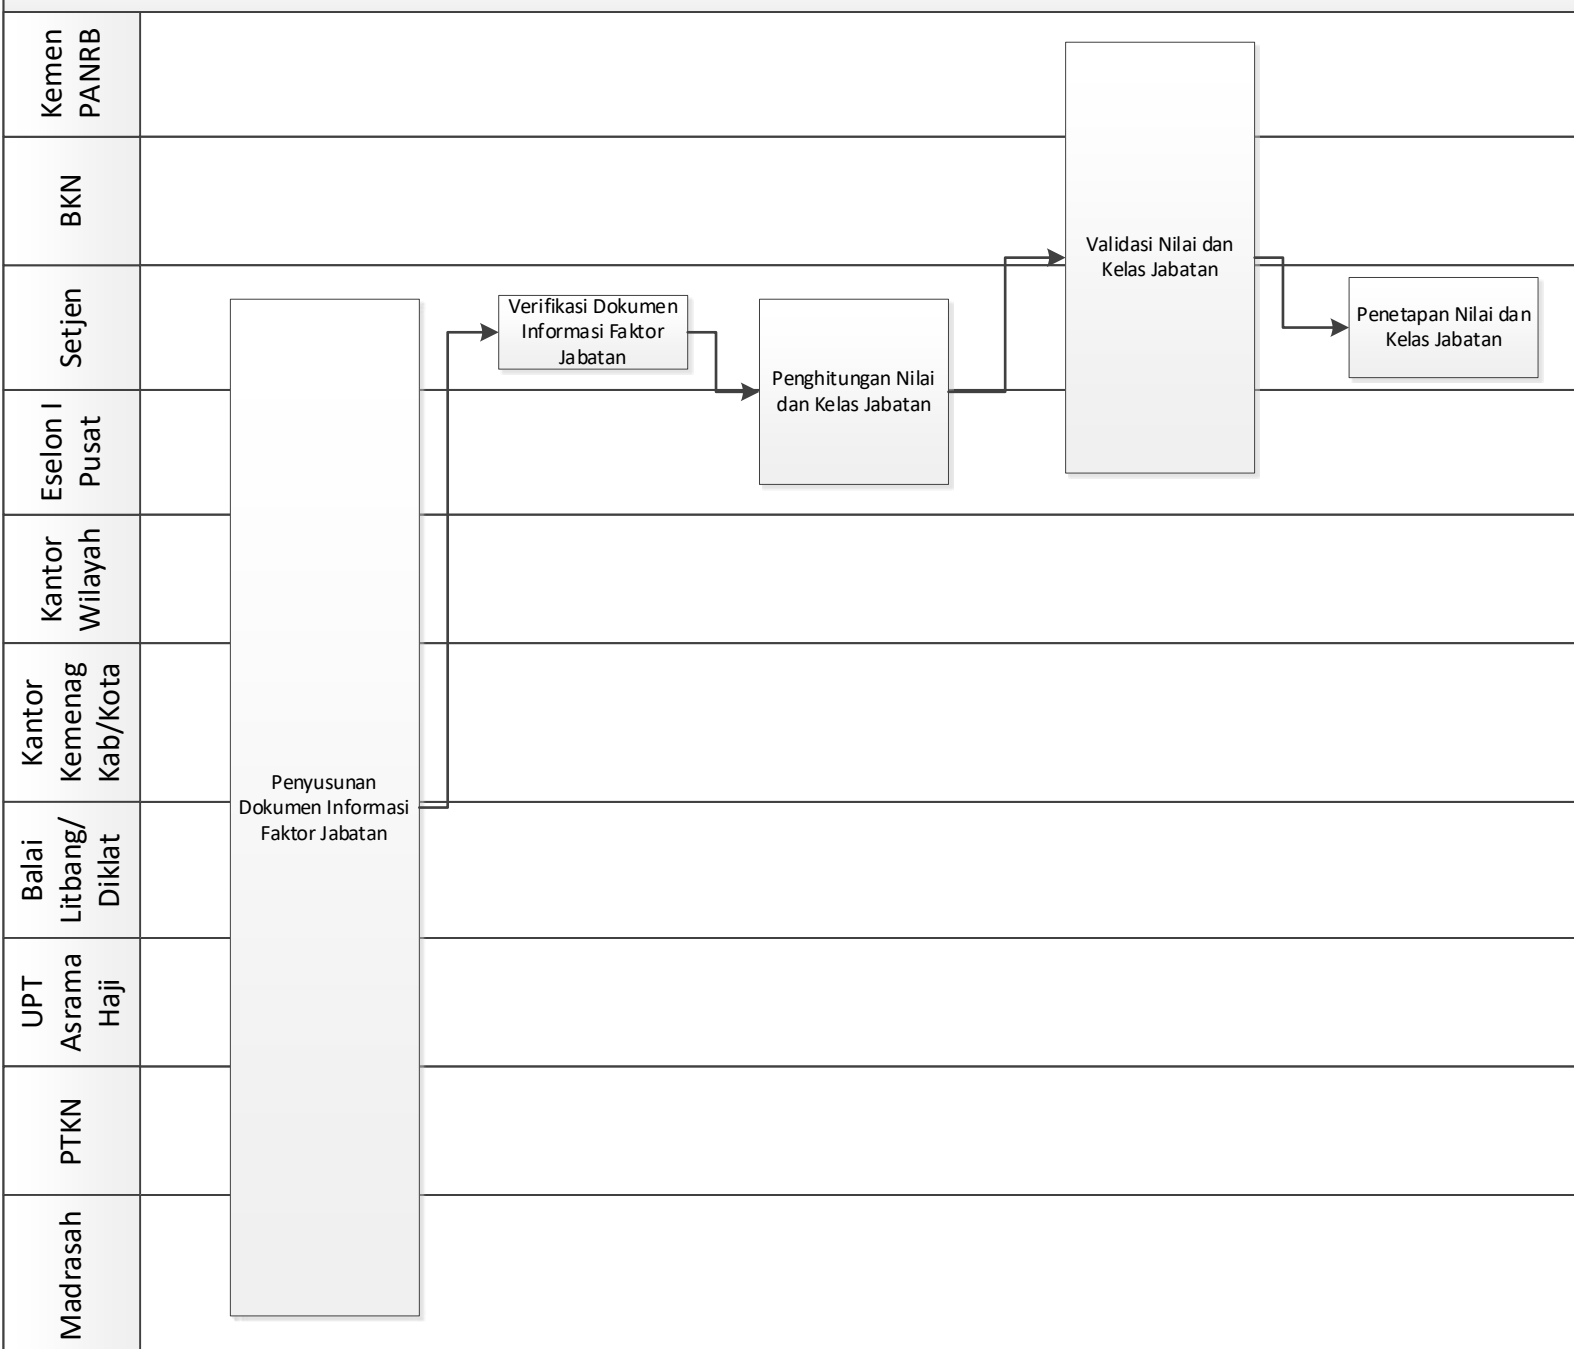 Kemen
PANRB
BKN
Setjen
Eselon I
Pusat
Kantor
Wilayah
Kantor
Kemenag
Kab/Kota
Balai
Litbang/
Diklat
UPT
Asrama
Haji
PTKN
Madrasah
Penyusunan
Dokumen Informasi
Faktor Jabatan
Verifikasi Dokumen
Informasi Faktor
Jabatan
Penghitungan Nilai
dan Kelas Jabatan
Validasi Nilai dan
Kelas Jabatan
Penetapan Nilai dan
Kelas Jabatan